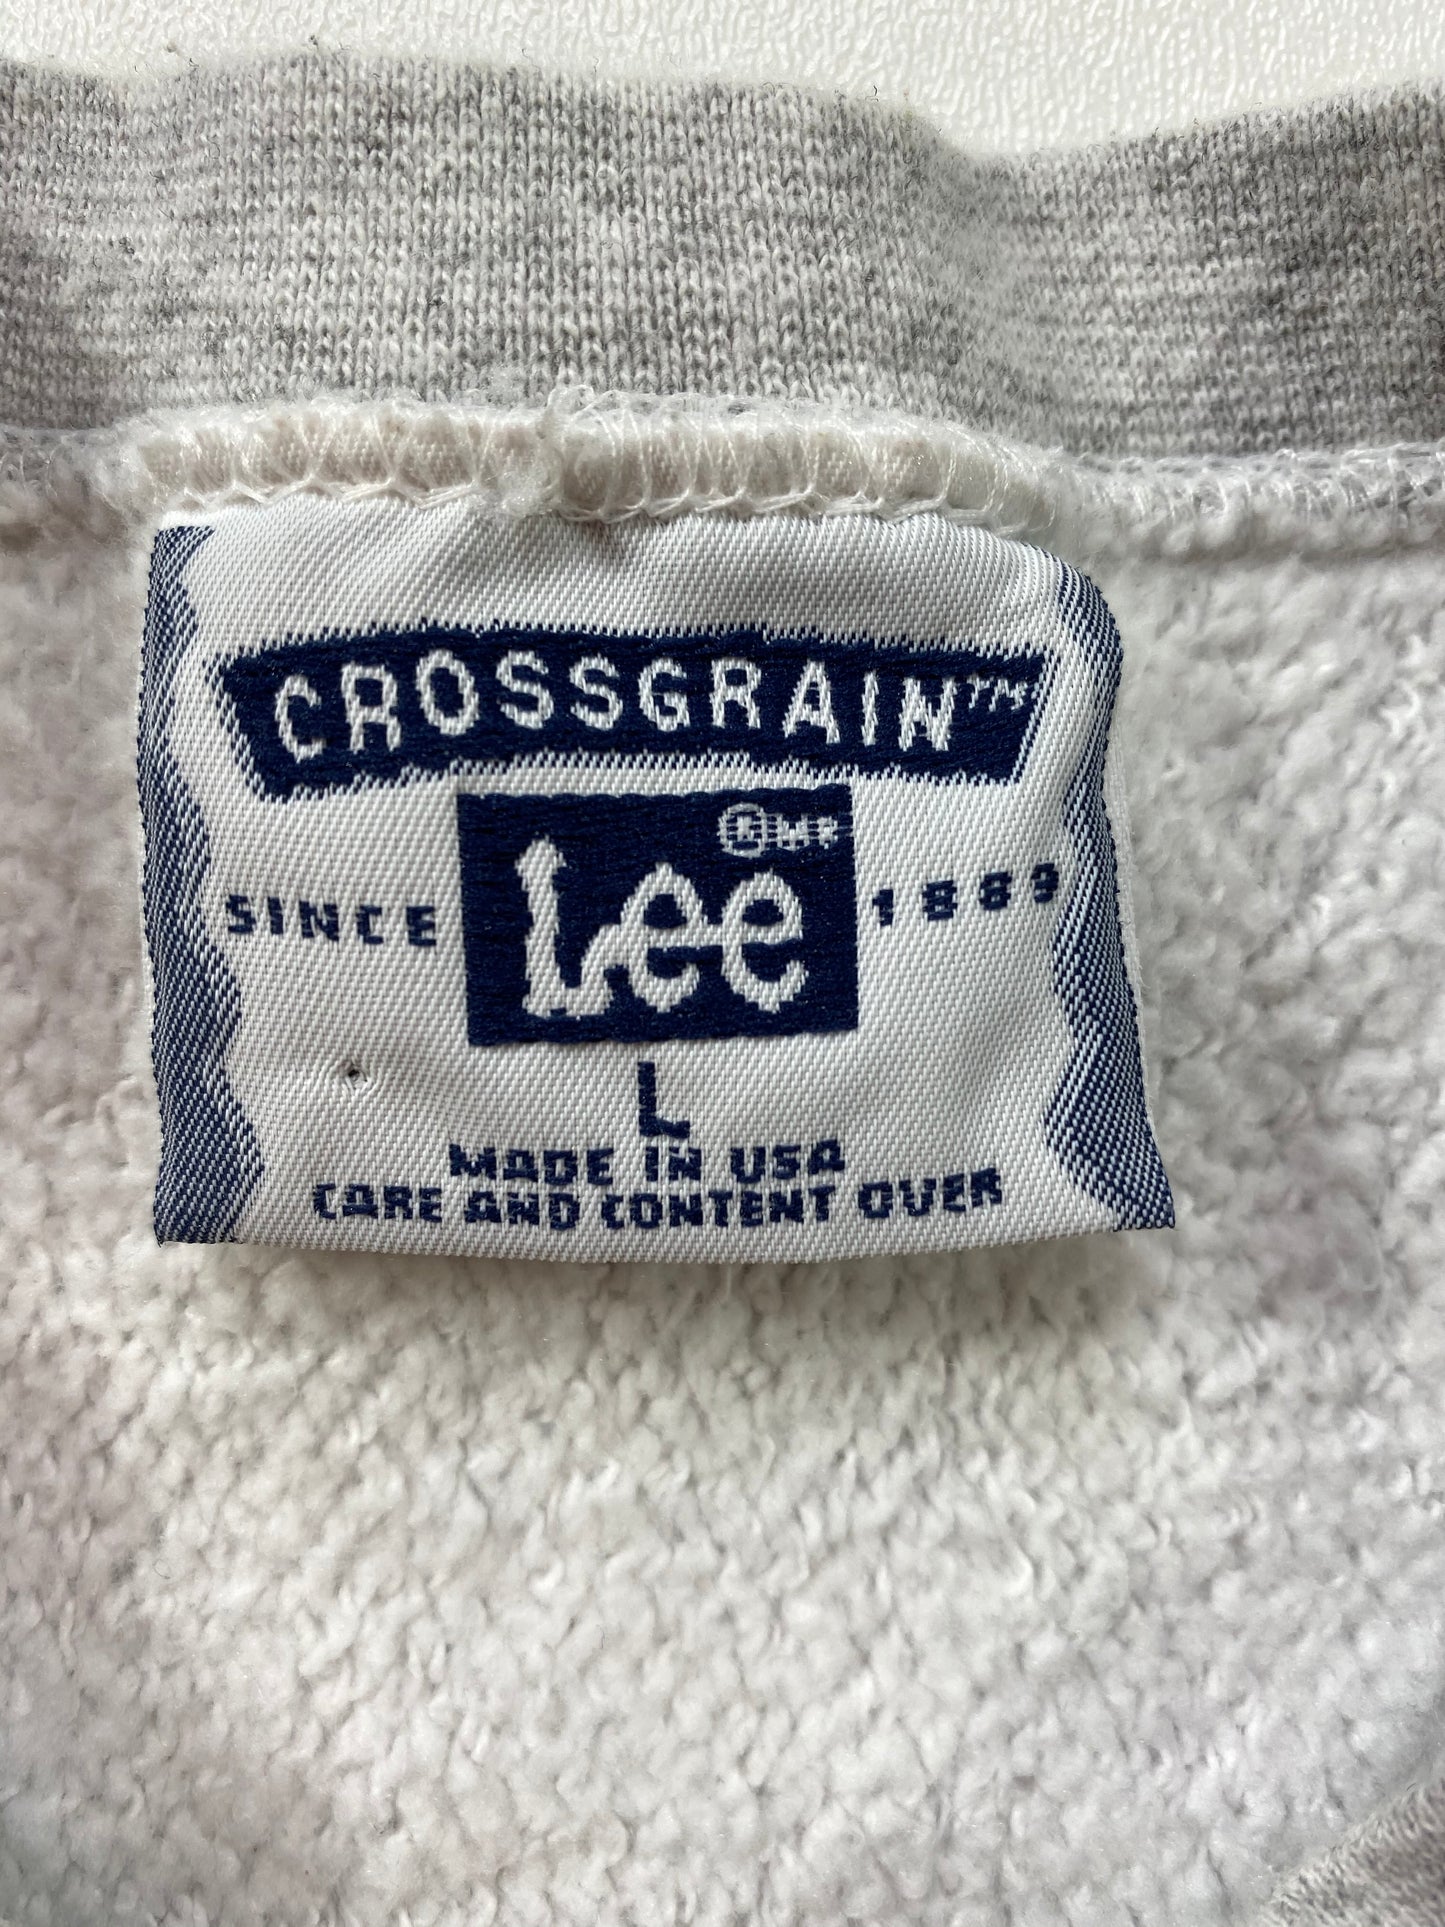 CROSSGRAIN™
® MR
SINCE Lee 1889
L
MADE IN USA
CARE AND CONTENT OVER